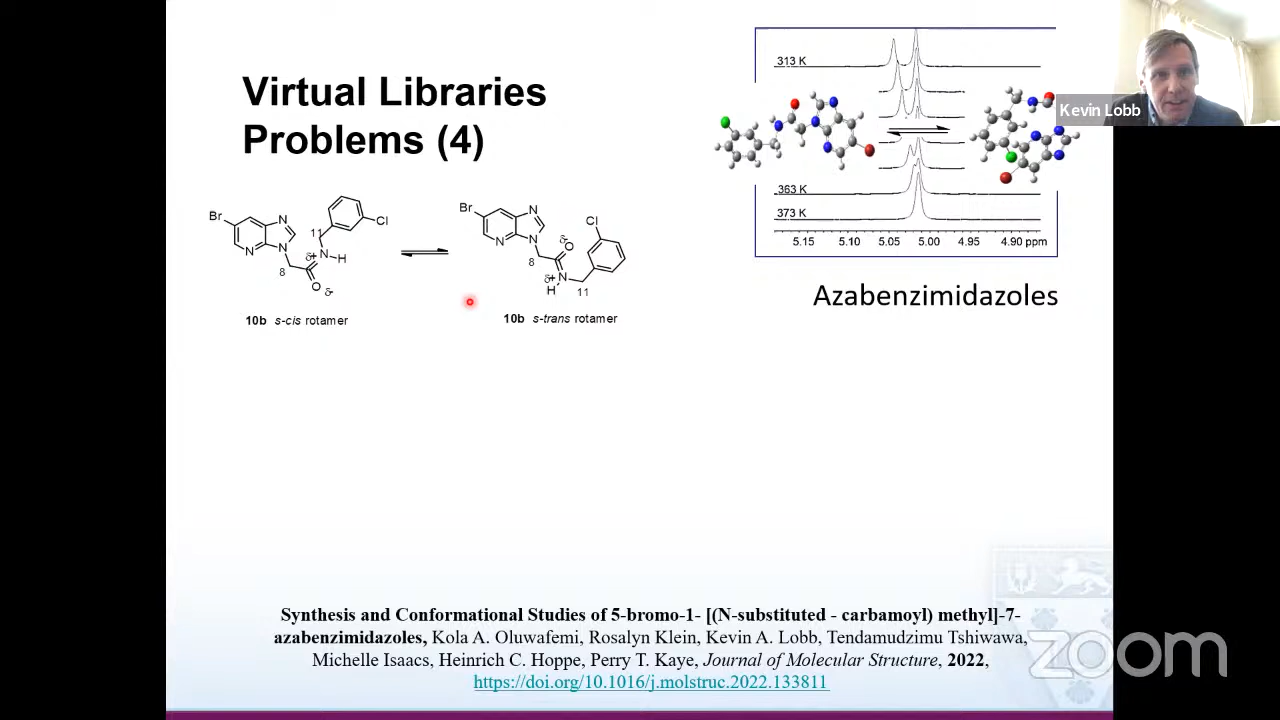 Virtual Libraries
Problems (4)
313 K
363 K
373 K
5.15 5.10 5.05 5.00 4.95 4.90 ppm
Kevin Lobb
Azabenzimidazoles
Br N N N 11 N H 8 δ+ O δ- Cl
10b s-cis rotamer
Br N N N 8 O δ- δ+ N H 11 Cl
10b s-trans rotamer
Synthesis and Conformational Studies of 5-bromo-1- [(N-substituted - carbamoyl) methyl]-7-
azabenzimidazoles, Kola A. Oluwafemi, Rosalyn Klein, Kevin A. Lobb, Tendamudzimu Tshiwawa,
Michelle Isaacs, Heinrich C. Hoppe, Perry T. Kaye, Journal of Molecular Structure, 2022,
https://doi.org/10.1016/j.molstruc.2022.133811
zoom